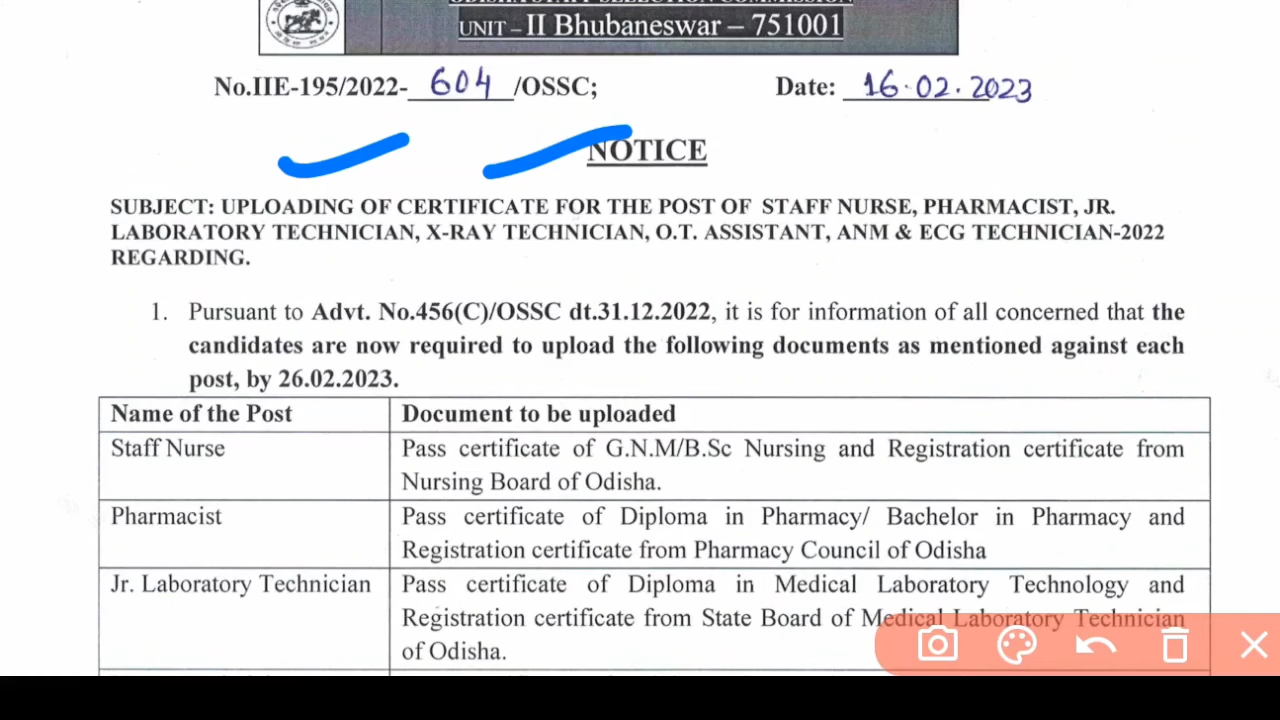 ODISHA STAFF SELECTION COMMISSION
UNIT – II Bhubaneswar – 751001
No.IIE-195/2022- 604 /OSSC; Date: 16.02.2023
NOTICE
SUBJECT: UPLOADING OF CERTIFICATE FOR THE POST OF STAFF NURSE, PHARMACIST, JR.
LABORATORY TECHNICIAN, X-RAY TECHNICIAN, O.T. ASSISTANT, ANM & ECG TECHNICIAN-2022
REGARDING.
1. Pursuant to Advt. No.456(C)/OSSC dt.31.12.2022, it is for information of all concerned that the
candidates are now required to upload the following documents as mentioned against each
post, by 26.02.2023.
Name of the Post Document to be uploaded
Staff Nurse Pass certificate of G.N.M/B.Sc Nursing and Registration certificate from
Nursing Board of Odisha.
Pharmacist Pass certificate of Diploma in Pharmacy/ Bachelor in Pharmacy and
Registration certificate from Pharmacy Council of Odisha
Jr. Laboratory Technician Pass certificate of Diploma in Medical Laboratory Technology and
Registration certificate from State Board of Medical Laboratory Technician
of Odisha.